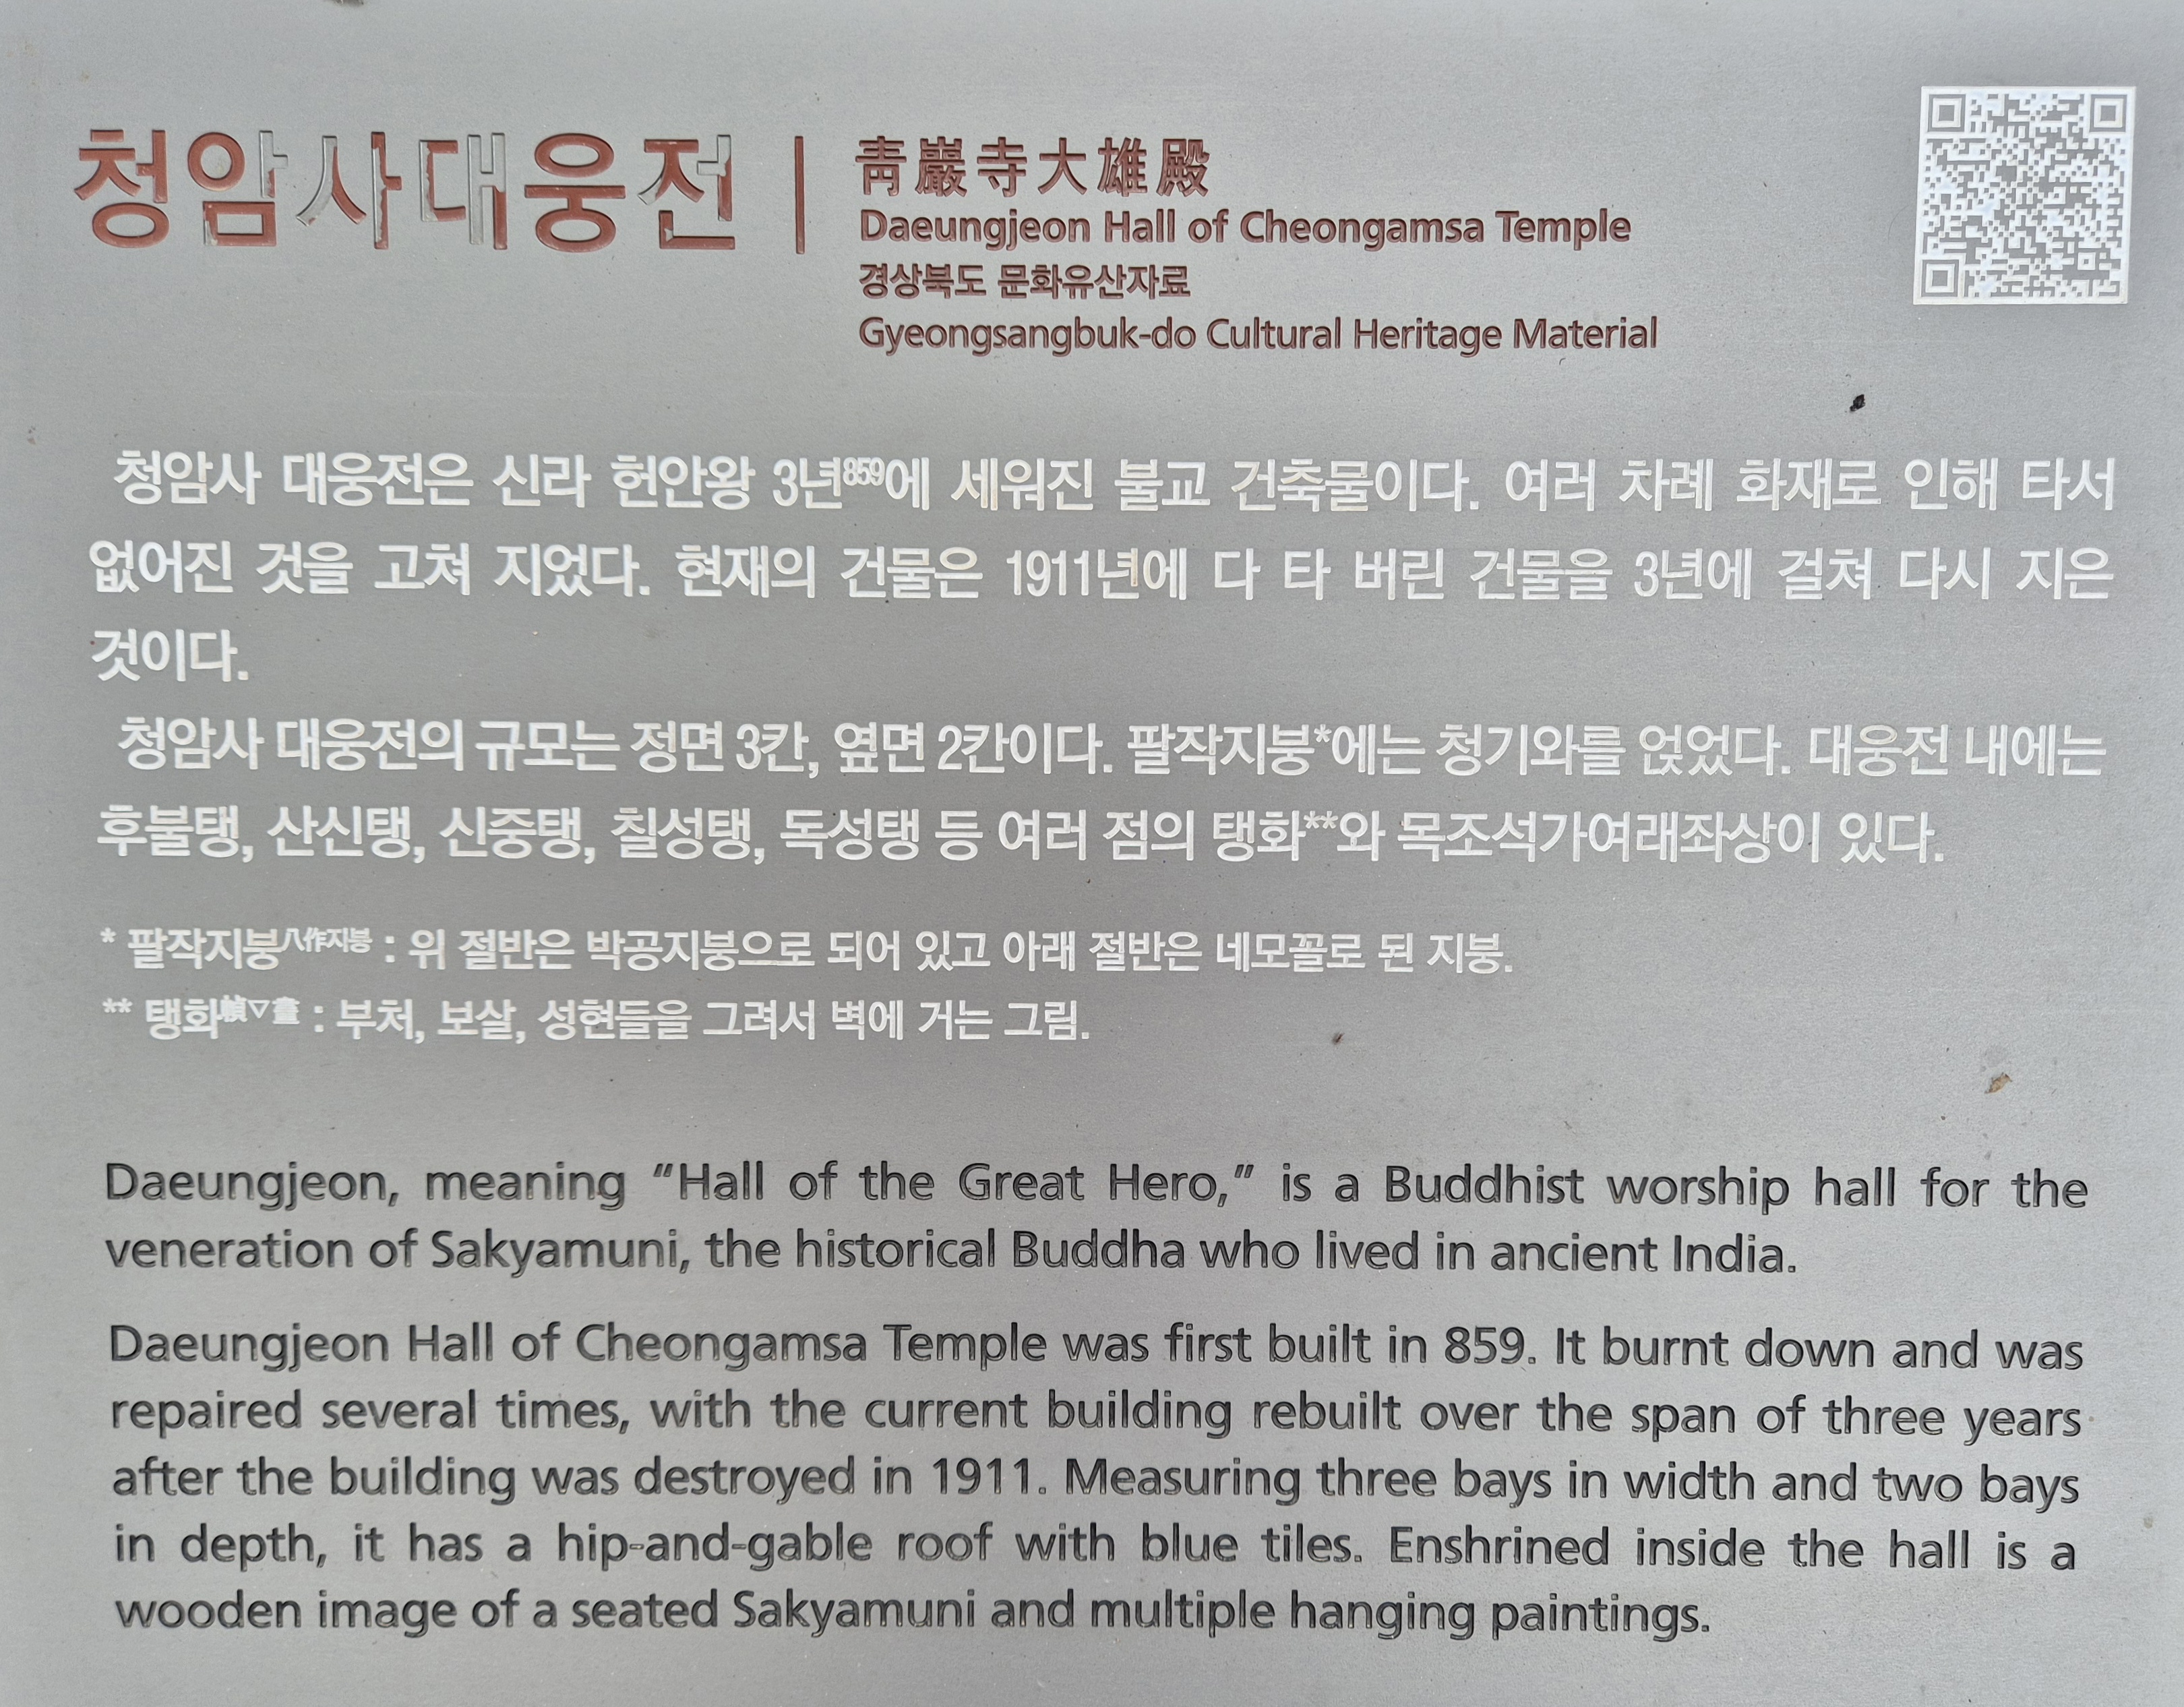 청암사대웅전
靑巖寺大雄殿
Daeungjeon Hall of Cheongamsa Temple
경상북도 문화유산자료
Gyeongsangbuk-do Cultural Heritage Material
청암사 대웅전은 신라 헌안왕 3년859에 세워진 불교 건축물이다. 여러 차례 화재로 인해 타서
없어진 것을 고쳐 지었다. 현재의 건물은 1911년에 다 타 버린 건물을 3년에 걸쳐 다시 지은
것이다.
청암사 대웅전의 규모는 정면 3칸, 옆면 2칸이다. 팔작지붕*에는 청기와를 얹었다. 대웅전 내에는
후불탱, 산신탱, 신중탱, 칠성탱, 독성탱 등 여러 점의 탱화**와 목조석가여래좌상이 있다.
* 팔작지붕八作지붕 : 위 절반은 박공지붕으로 되어 있고 아래 절반은 네모꼴로 된 지붕.
** 탱화幀▽畫 : 부처, 보살, 성현들을 그려서 벽에 거는 그림.
Daeungjeon, meaning “Hall of the Great Hero,” is a Buddhist worship hall for the
veneration of Sakyamuni, the historical Buddha who lived in ancient India.
Daeungjeon Hall of Cheongamsa Temple was first built in 859. It burnt down and was
repaired several times, with the current building rebuilt over the span of three years
after the building was destroyed in 1911. Measuring three bays in width and two bays
in depth, it has a hip-and-gable roof with blue tiles. Enshrined inside the hall is a
wooden image of a seated Sakyamuni and multiple hanging paintings.